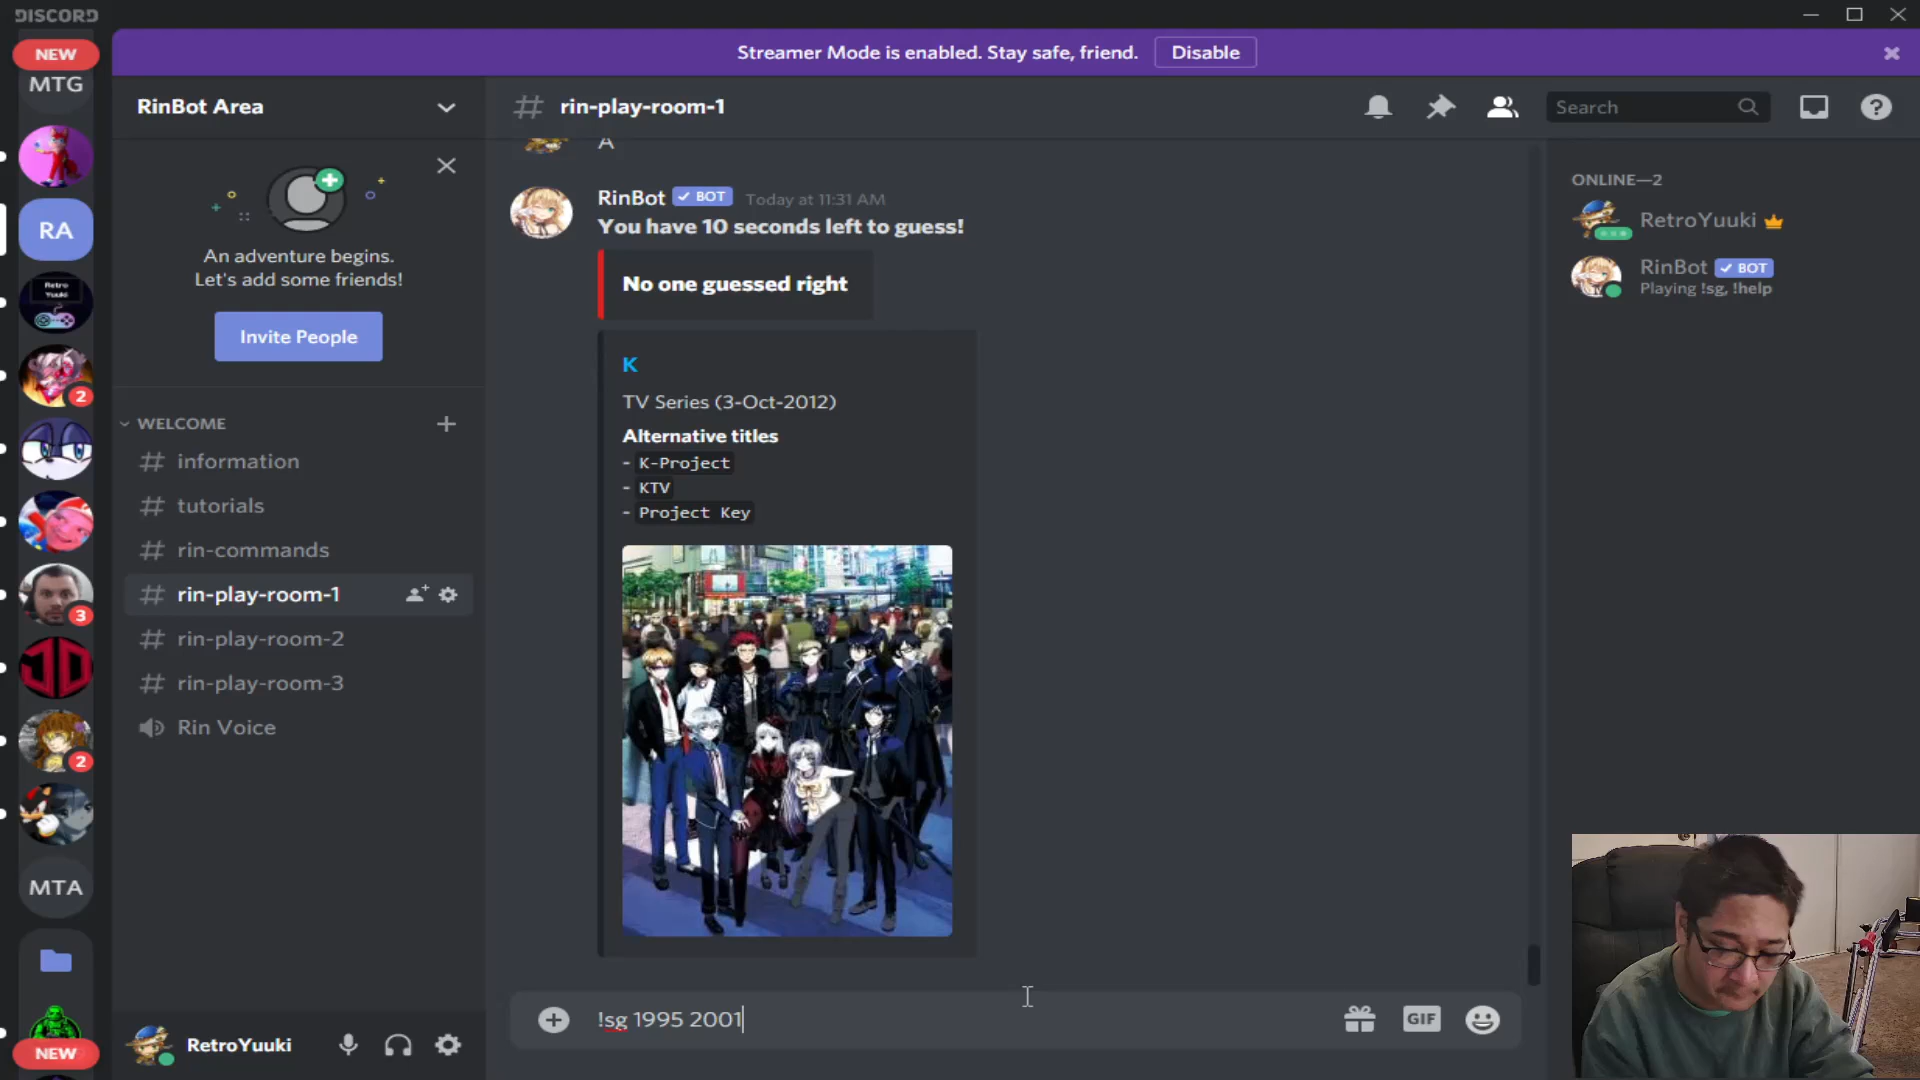 DISCORD
Streamer Mode is enabled. Stay safe, friend. Disable
NEW
MTG
RA
Retro
Yuuki
2
3
JD
2
MTA
NEW
RinBot Area
An adventure begins.
Let's add some friends!
Invite People
WELCOME
information
tutorials
rin-commands
rin-play-room-1
rin-play-room-2
rin-play-room-3
Rin Voice
RetroYuuki
# rin-play-room-1
Search
A
RinBot BOT Today at 11:31 AM
You have 10 seconds left to guess!
No one guessed right
K
TV Series (3-Oct-2012)
Alternative titles
- K-Project
- KTV
- Project Key
!sg 1995 2001
GIF
ONLINE—2
RetroYuuki
RinBot BOT
Playing !sg, !help